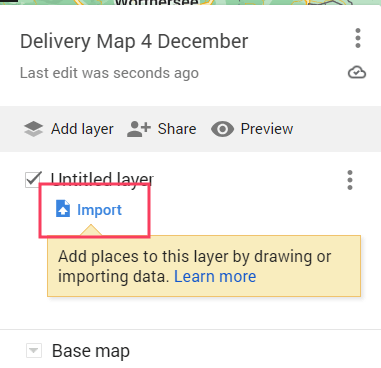 Worthersee
Delivery Map 4 December
Last edit was seconds ago
Add layer Share Preview
Untitled layer
Import
Add places to this layer by drawing or
importing data. Learn more
Base map